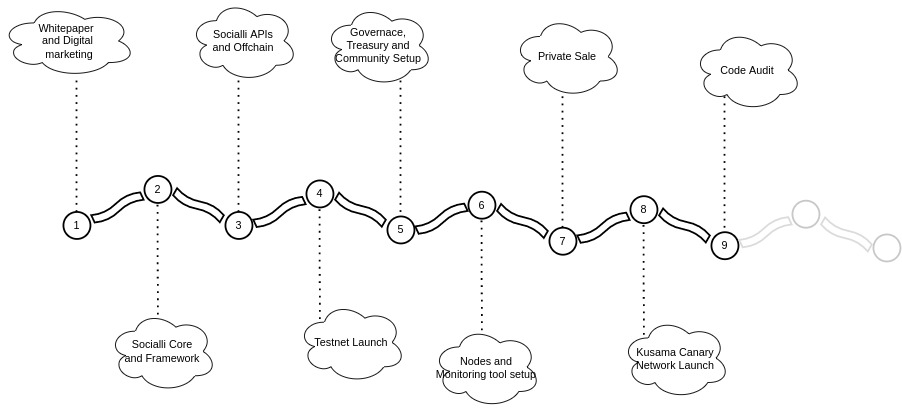 Whitepaper
and Digital
marketing
Socialli APIs
and Offchain
Governace,
Treasury and
Community Setup
Private Sale
Code Audit
1
2
3
4
5
6
7
8
9
Socialli Core
and Framework
Testnet Launch
Nodes and
Monitoring tool setup
Kusama Canary
Network Launch